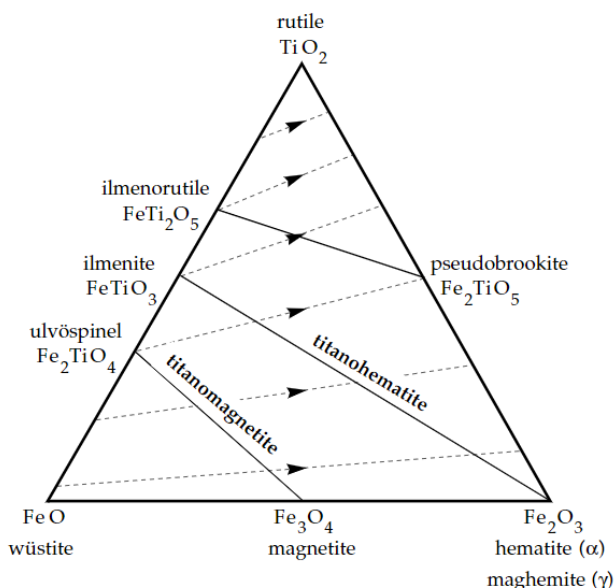 rutile
TiO2
ilmenorutile
FeTi2O5
ilmenite
FeTiO3
pseudobrookite
Fe2TiO5
ulvöspinel
Fe2TiO4
titanomagnetite
titanohematite
FeO
wüstite
Fe3O4
magnetite
Fe2O3
hematite (α)
maghemite (γ)